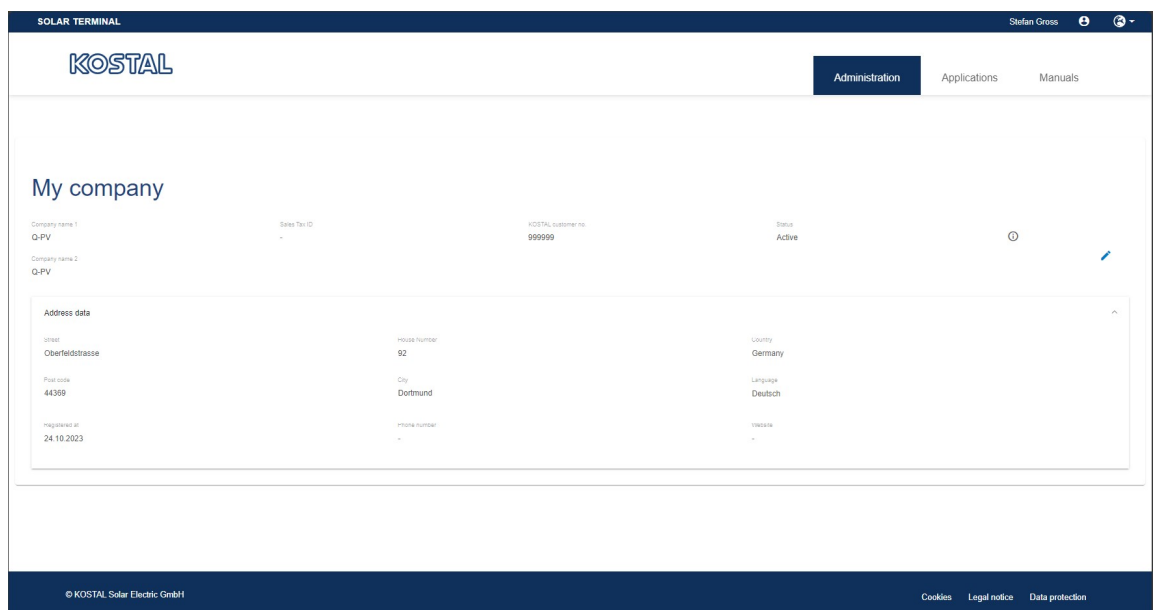 SOLAR TERMINAL Stefan Gross
KOSTAL
Administration Applications Manuals
My company
Company name 1 Sales Tax ID KOSTAL customer no Status
Q-PV - 999999 Active
Company name 2
Q-PV
Address data
Street House Number Country
Oberfeldstrasse 92 Germany
Post code City Language
44369 Dortmund Deutsch
Registered at Phone number Website
24.10.2023 - -
© KOSTAL Solar Electric GmbH Cookies Legal notice Data protection